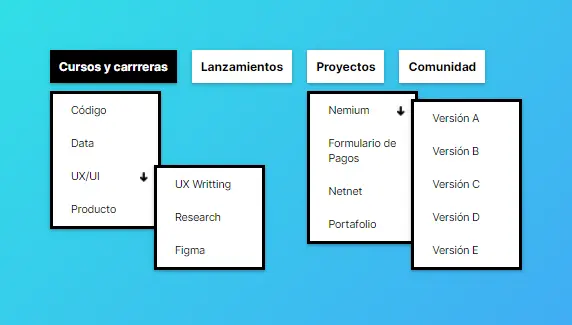 Cursos y carrreras
Lanzamientos
Proyectos
Comunidad
Código
Data
UX/UI
Producto
UX Writting
Research
Figma
Nemium
Formulario de
Pagos
Netnet
Portafolio
Versión A
Versión B
Versión C
Versión D
Versión E